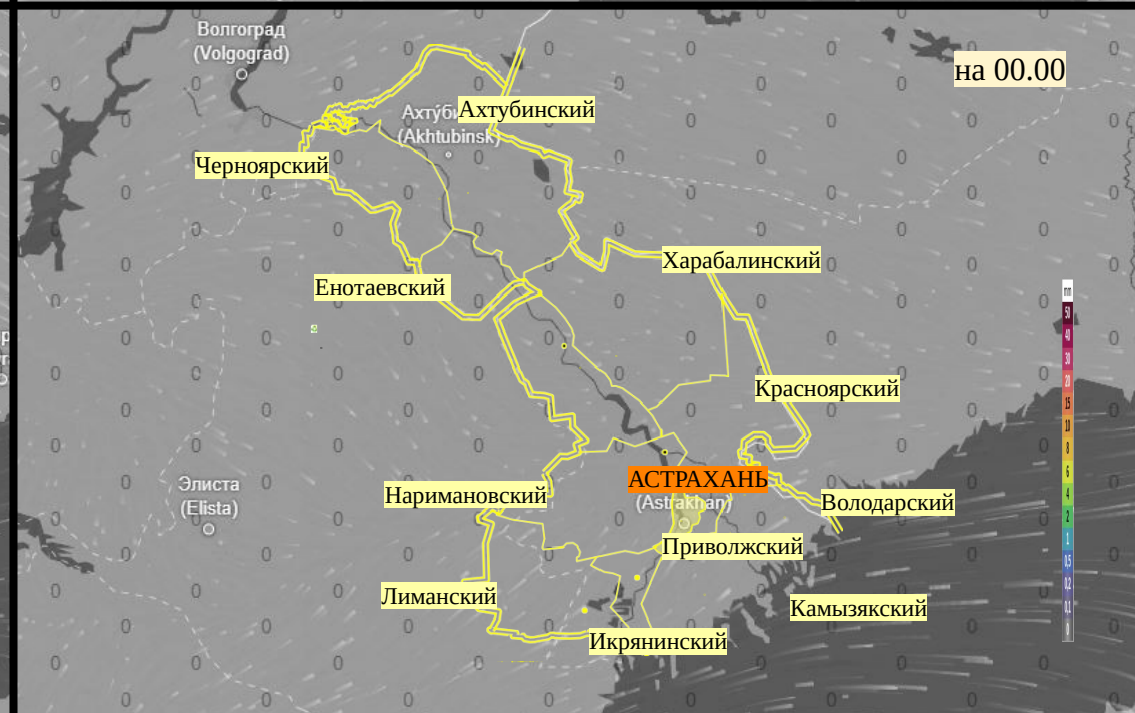 Волгоград
(Volgograd)
на 00.00
Ахтубинский
(Akhtubinsk)
Черноярский
Харабалинский
Енотаевский
mm
50
40
30
20
15
10
8
6
4
2
1
0,5
0,2
0,1
0
Красноярский
АСТРАХАНЬ
(Astrakhan)
Элиста
(Elista)
Наримановский
Володарский
Приволжский
Лиманский
Камызякский
Икрянинский